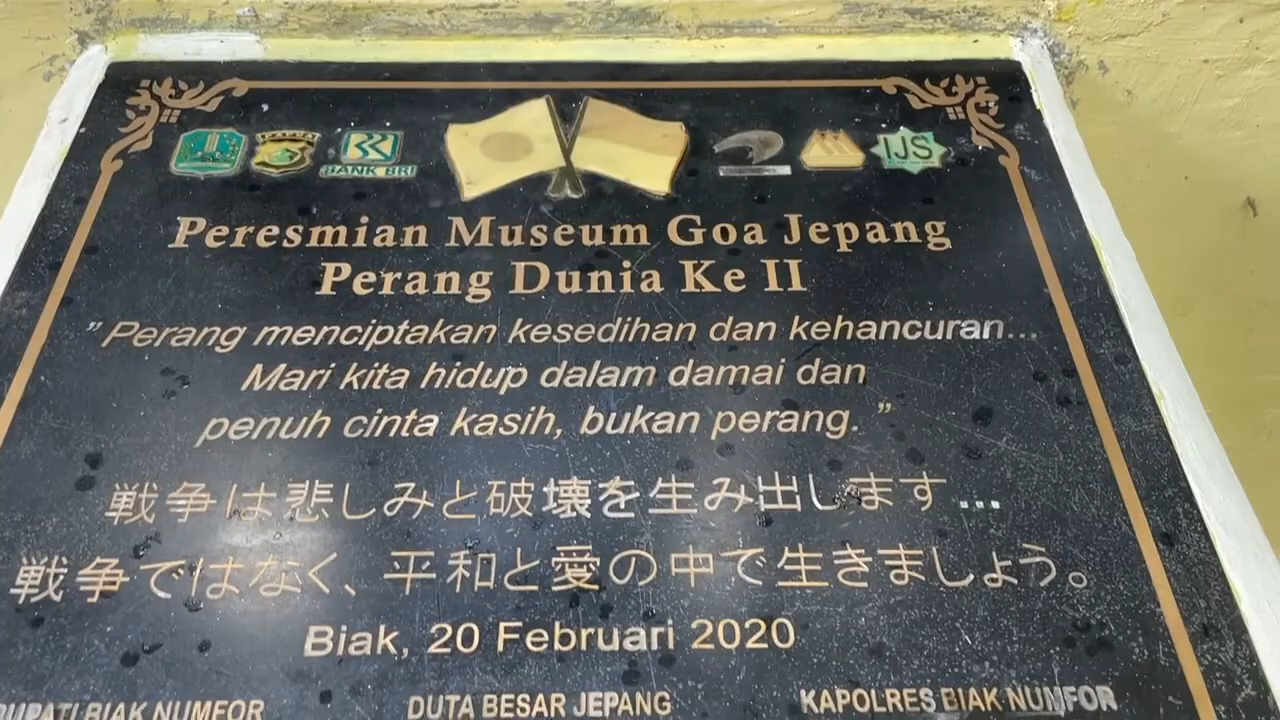 PAPUA
BANK BRI
IJS
Peresmian Museum Goa Jepang
Perang Dunia Ke II
"Perang menciptakan kesedihan dan kehancuran...
Mari kita hidup dalam damai dan
penuh cinta kasih, bukan perang."
戦争は悲しみと破壊を生み出します...
戦争ではなく、平和と愛の中で生きましょう。
Biak, 20 Februari 2020
BUPATI BIAK NUMFOR DUTA BESAR JEPANG KAPOLRES BIAK NUMFOR